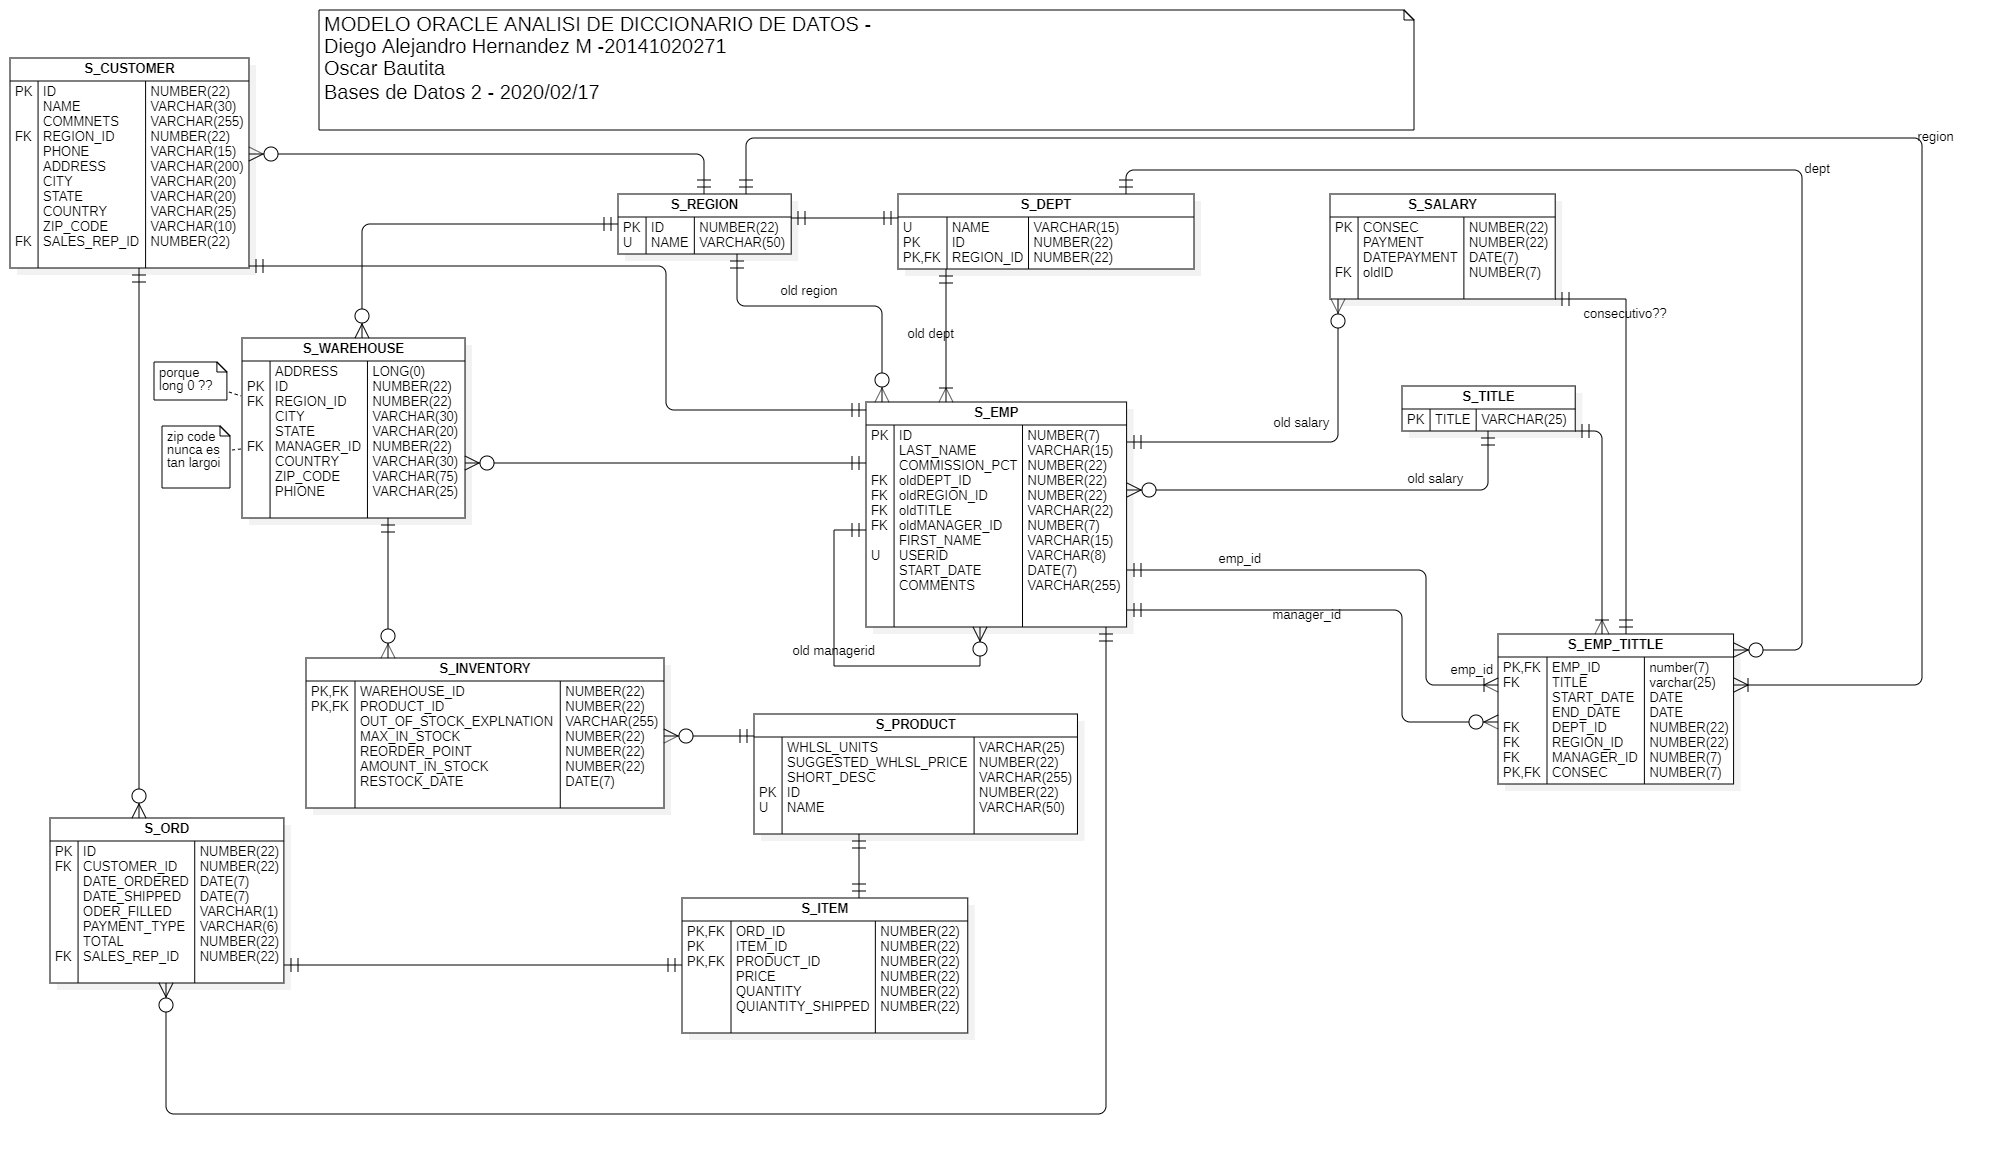 MODELO ORACLE ANALISI DE DICCIONARIO DE DATOS -
Diego Alejandro Hernandez M -20141020271
Oscar Bautita
Bases de Datos 2 - 2020/02/17
S_CUSTOMER
PK ID NUMBER(22)
NAME VARCHAR(30)
COMMNETS VARCHAR(255)
FK REGION_ID NUMBER(22)
PHONE VARCHAR(15)
ADDRESS VARCHAR(200)
CITY VARCHAR(20)
STATE VARCHAR(20)
COUNTRY VARCHAR(25)
ZIP_CODE VARCHAR(10)
FK SALES_REP_ID NUMBER(22)
region
dept
S_REGION
PK ID NUMBER(22)
U NAME VARCHAR(50)
S_DEPT
U NAME VARCHAR(15)
PK ID NUMBER(22)
PK,FK REGION_ID NUMBER(22)
S_SALARY
PK CONSEC NUMBER(22)
PAYMENT NUMBER(22)
DATEPAYMENT DATE(7)
FK oldID NUMBER(7)
old region
old dept
consecutivo??
S_WAREHOUSE
ADDRESS LONG(0)
PK ID NUMBER(22)
FK REGION_ID NUMBER(22)
CITY VARCHAR(30)
STATE VARCHAR(20)
FK MANAGER_ID NUMBER(22)
COUNTRY VARCHAR(30)
ZIP_CODE VARCHAR(75)
PHIONE VARCHAR(25)
porque
long 0 ??
zip code
nunca es
tan largoi
S_TITLE
PK TITLE VARCHAR(25)
S_EMP
PK ID NUMBER(7)
LAST_NAME VARCHAR(15)
COMMISSION_PCT NUMBER(22)
FK oldDEPT_ID NUMBER(22)
FK oldREGION_ID NUMBER(22)
FK oldTITLE VARCHAR(22)
FK oldMANAGER_ID NUMBER(7)
FIRST_NAME VARCHAR(15)
U USERID VARCHAR(8)
START_DATE DATE(7)
COMMENTS VARCHAR(255)
old salary
old salary
emp_id
manager_id
old managerid
emp_id
S_EMP_TITTLE
PK,FK EMP_ID number(7)
FK TITLE varchar(25)
START_DATE DATE
END_DATE DATE
FK DEPT_ID NUMBER(22)
FK REGION_ID NUMBER(22)
FK MANAGER_ID NUMBER(7)
PK,FK CONSEC NUMBER(7)
S_INVENTORY
PK,FK WAREHOUSE_ID NUMBER(22)
PK,FK PRODUCT_ID NUMBER(22)
OUT_OF_STOCK_EXPLNATION VARCHAR(255)
MAX_IN_STOCK NUMBER(22)
REORDER_POINT NUMBER(22)
AMOUNT_IN_STOCK NUMBER(22)
RESTOCK_DATE DATE(7)
S_PRODUCT
WHLSL_UNITS VARCHAR(25)
SUGGESTED_WHLSL_PRICE NUMBER(22)
SHORT_DESC VARCHAR(255)
PK ID NUMBER(22)
U NAME VARCHAR(50)
S_ORD
PK ID NUMBER(22)
FK CUSTOMER_ID NUMBER(22)
DATE_ORDERED DATE(7)
DATE_SHIPPED DATE(7)
ODER_FILLED VARCHAR(1)
PAYMENT_TYPE VARCHAR(6)
TOTAL NUMBER(22)
FK SALES_REP_ID NUMBER(22)
S_ITEM
PK,FK ORD_ID NUMBER(22)
PK ITEM_ID NUMBER(22)
PK,FK PRODUCT_ID NUMBER(22)
PRICE NUMBER(22)
QUANTITY NUMBER(22)
QUIANTITY_SHIPPED NUMBER(22)